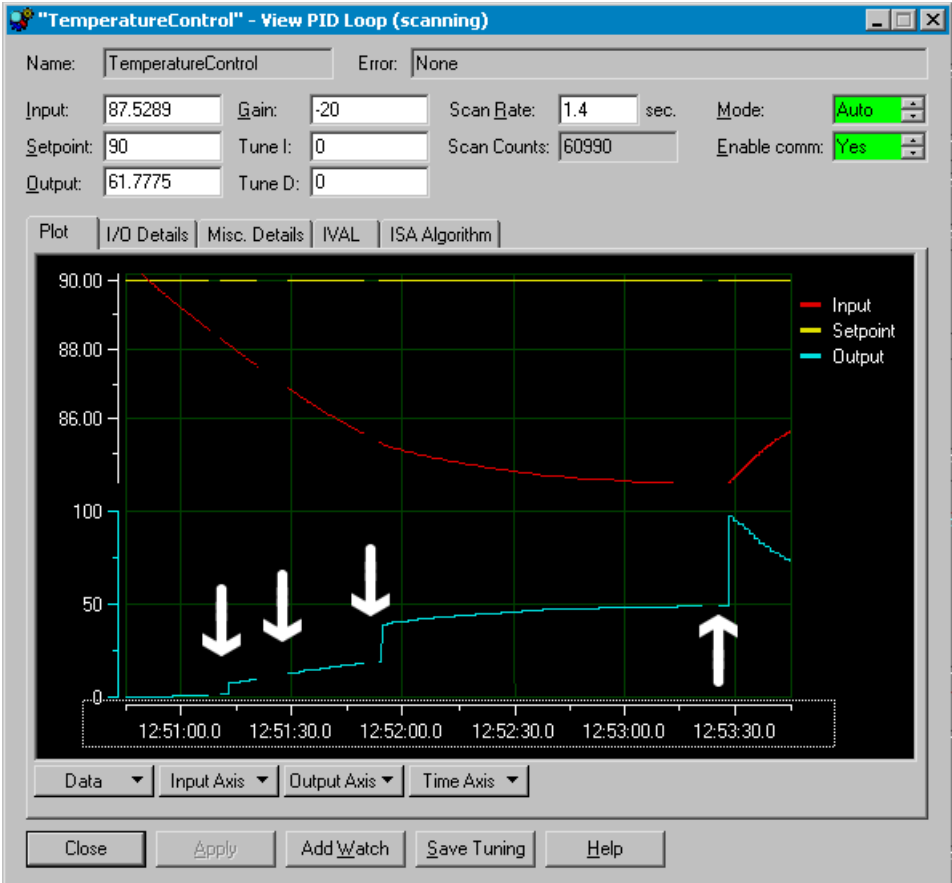 "TemperatureControl" - View PID Loop (scanning)
Name: TemperatureControl Error: None
Input: 87.5289 Gain: -20 Scan Rate: 1.4 sec. Mode: Auto
Setpoint: 90 Tune I: 0 Scan Counts: 60990 Enable comm: Yes
Output: 61.7775 Tune D: 0
Plot I/O Details Misc. Details IVAL ISA Algorithm
90.00
Input
Setpoint
88.00
Output
86.00
100
50
0
12:51:00.0 12:51:30.0 12:52:00.0 12:52:30.0 12:53:00.0 12:53:30.0
Data Input Axis Output Axis Time Axis
Close Apply Add Watch Save Tuning Help